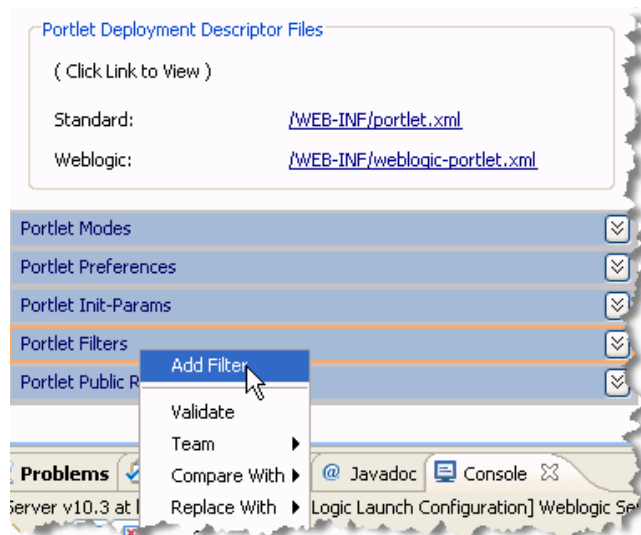 Portlet Deployment Descriptor Files
( Click Link to View )
Standard: /WEB-INF/portlet.xml
Weblogic: /WEB-INF/weblogic-portlet.xml
Portlet Modes
Portlet Preferences
Portlet Init-Params
Portlet Filters
Add Filter
Portlet Public R
Validate
Team
Compare With
Replace With
Problems @ Javadoc Console
erver v10.3 at Logic Launch Configuration] Weblogic Se